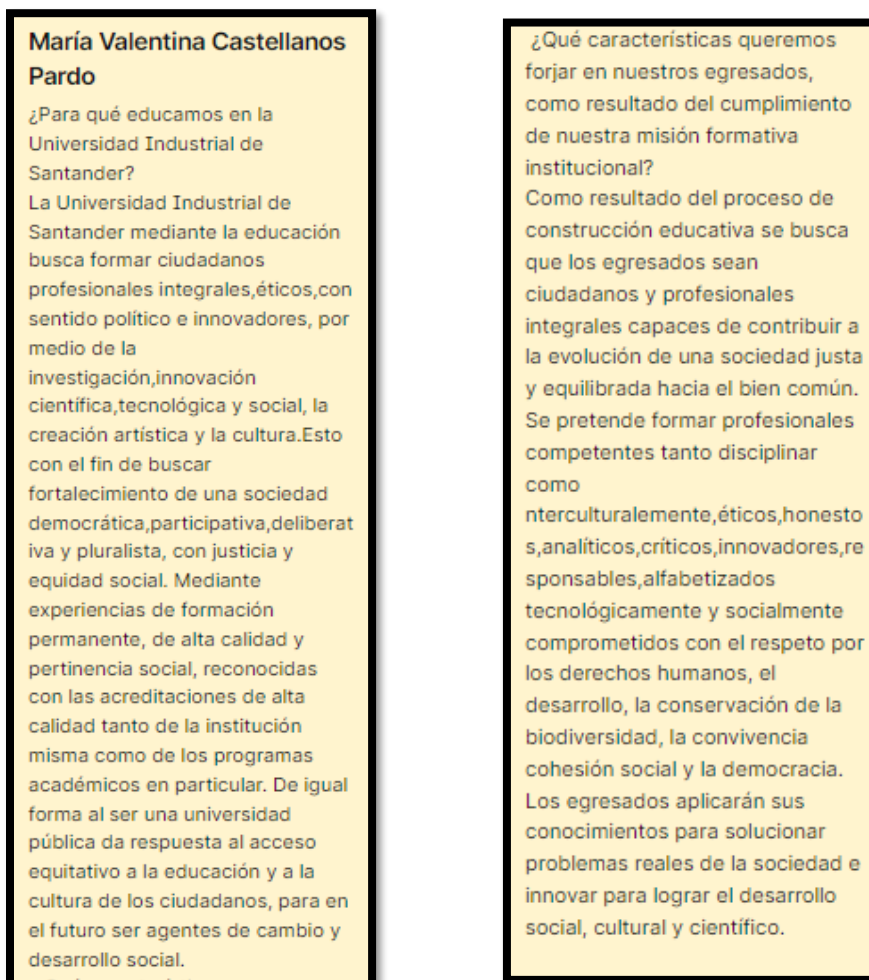 María Valentina Castellanos
Pardo
¿Para qué educamos en la
Universidad Industrial de
Santander?
La Universidad Industrial de
Santander mediante la educación
busca formar ciudadanos
profesionales integrales,éticos,con
sentido político e innovadores, por
medio de la
investigación,innovación
científica,tecnológica y social, la
creación artística y la cultura.Esto
con el fin de buscar
fortalecimiento de una sociedad
democrática,participativa,deliberat
iva y pluralista, con justicia y
equidad social. Mediante
experiencias de formación
permanente, de alta calidad y
pertinencia social, reconocidas
con las acreditaciones de alta
calidad tanto de la institución
misma como de los programas
académicos en particular. De igual
forma al ser una universidad
pública da respuesta al acceso
equitativo a la educación y a la
cultura de los ciudadanos, para en
el futuro ser agentes de cambio y
desarrollo social.
¿Qué características queremos
forjar en nuestros egresados,
como resultado del cumplimiento
de nuestra misión formativa
institucional?
Como resultado del proceso de
construcción educativa se busca
que los egresados sean
ciudadanos y profesionales
integrales capaces de contribuir a
la evolución de una sociedad justa
y equilibrada hacia el bien común.
Se pretende formar profesionales
competentes tanto disciplinar
como
nterculturalemente,éticos,honesto
s,analíticos,críticos,innovadores,re
sponsables,alfabetizados
tecnológicamente y socialmente
comprometidos con el respeto por
los derechos humanos, el
desarrollo, la conservación de la
biodiversidad, la convivencia
cohesión social y la democracia.
Los egresados aplicarán sus
conocimientos para solucionar
problemas reales de la sociedad e
innovar para lograr el desarrollo
social, cultural y científico.